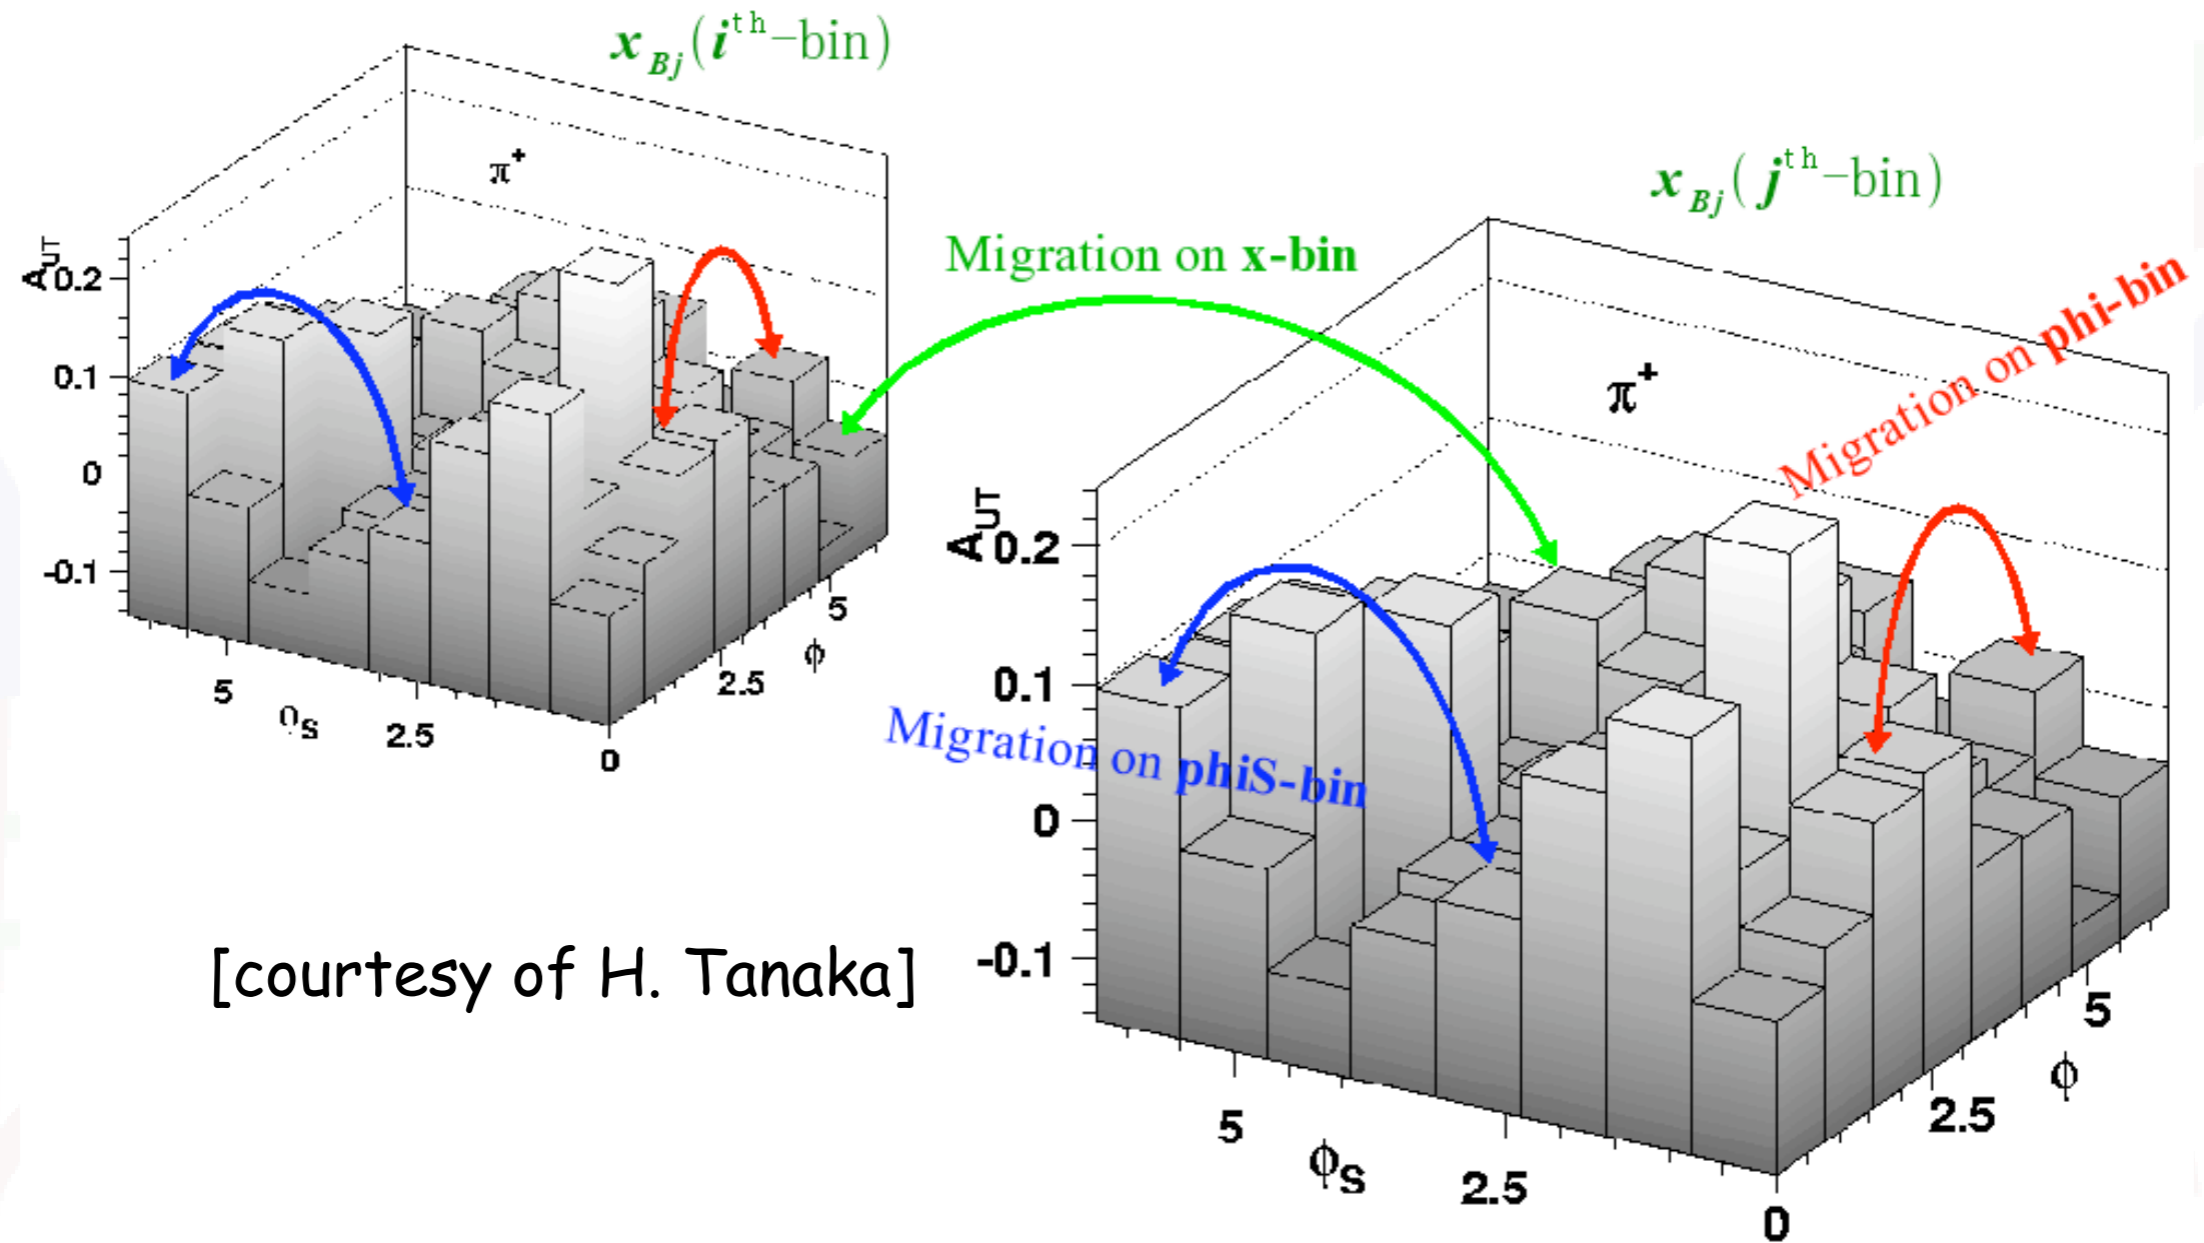 x_Bj(i^th–bin)
π⁺
A_UT
0.2
0.1
0
-0.1
5
2.5
0
2.5
5
ϕ
Migration on x-bin
x_Bj(j^th–bin)
π⁺
Migration on phi-bin
A_UT
0.2
0.1
0
-0.1
Migration on phiS-bin
5
ϕ_S
2.5
0
2.5
5
ϕ
[courtesy of H. Tanaka]